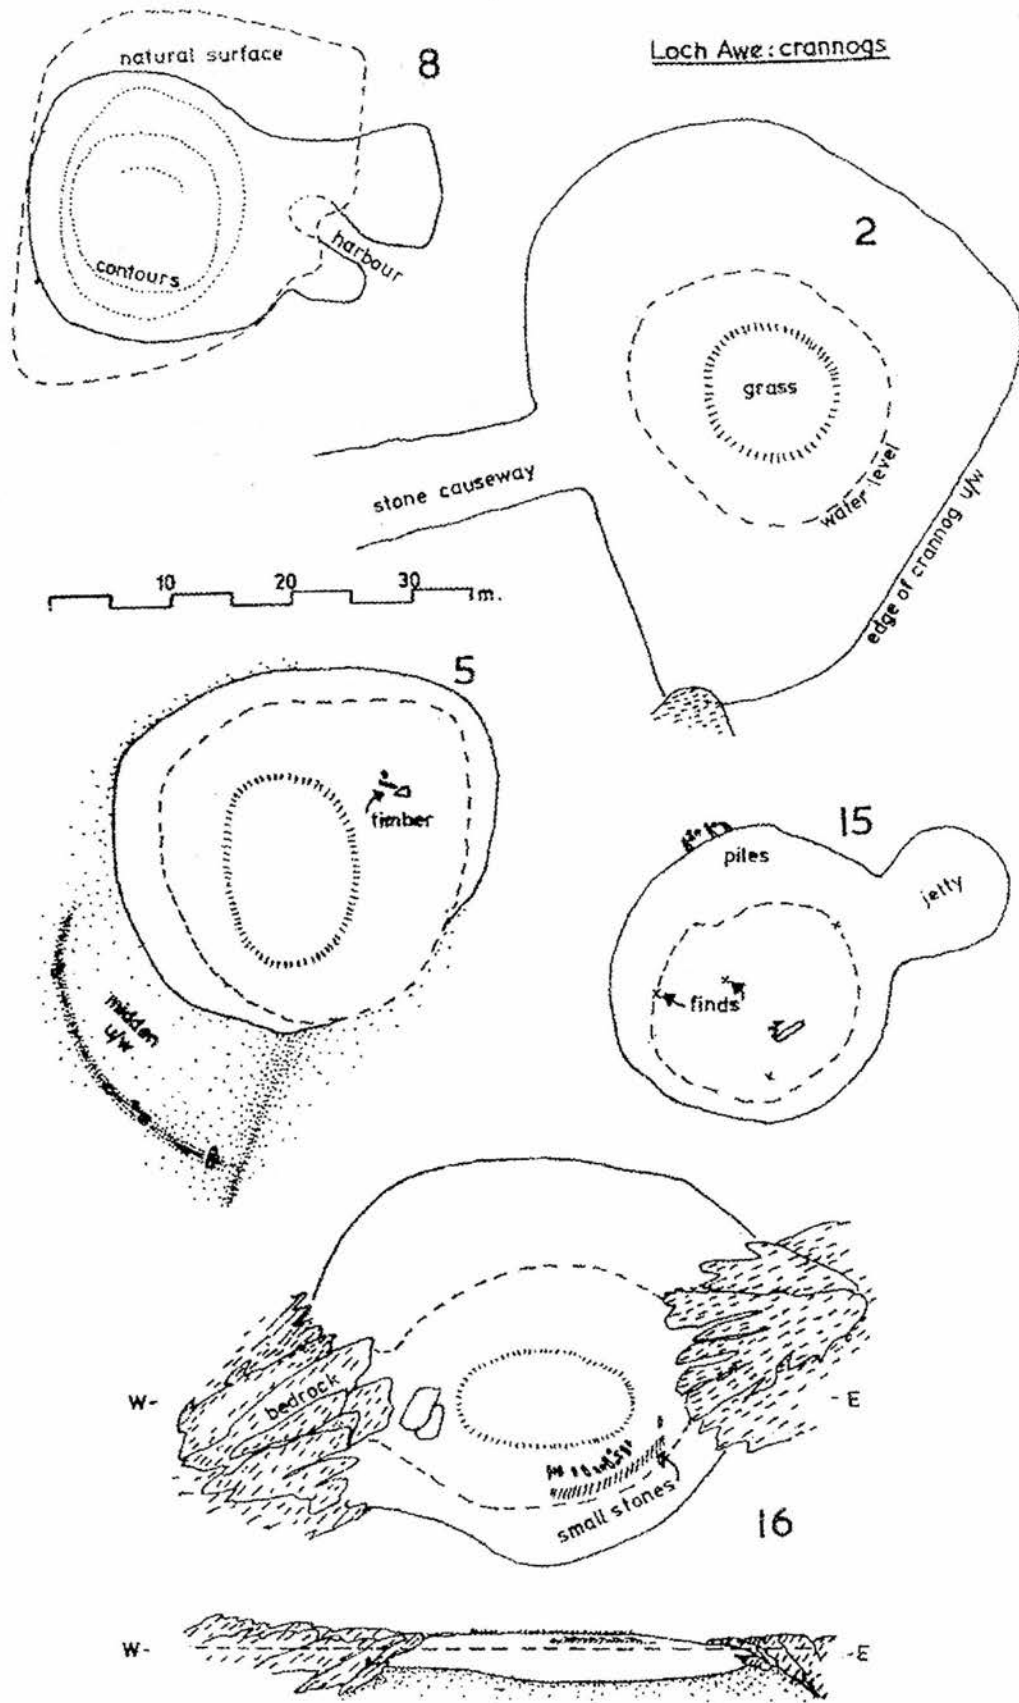 Loch Awe: crannogs
8
natural surface
contours
harbour
2
grass
water level
edge of crannog u/w
stone causeway
10 20 30 m.
5
timber
midden
u/w
15
piles
jetty
finds
W-
bedrock
-E
small stones
16
W-
-E